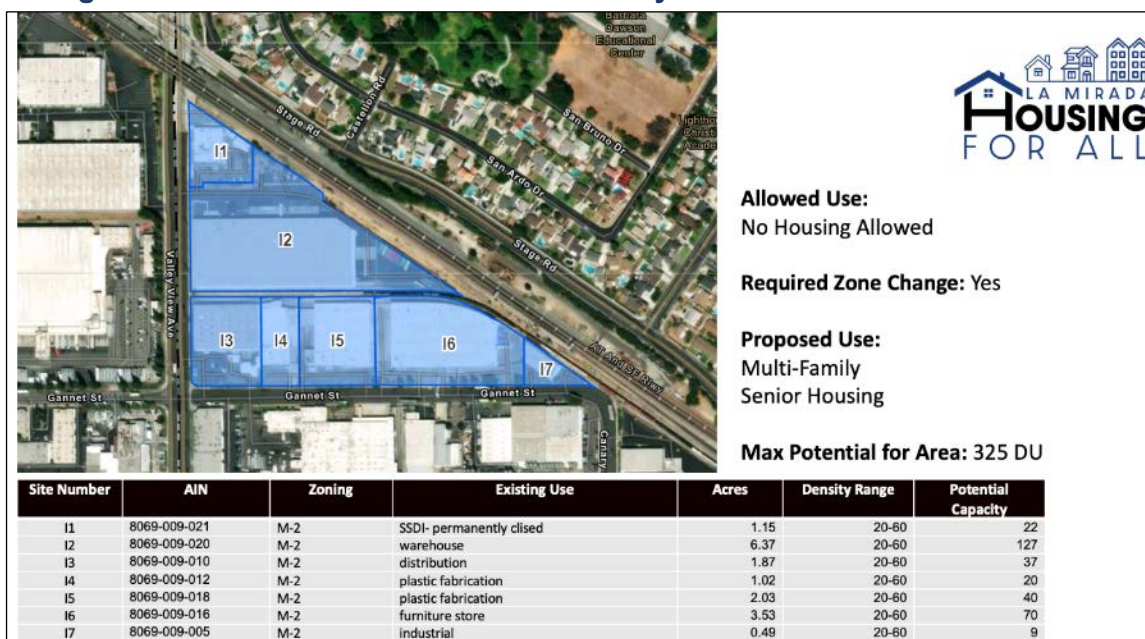 Barbara
Dawson
Educational
Center
Stage Rd
Castellon Rd
San Bruno Dr
Lighthouse
Christi
Acade
San Ardo Dr
Stage Rd
Valley View Ave
AT And SF Rlwy
Gannet St
Gannet St
Gannet St
Canary
I1
I2
I3
I4
I5
I6
I7
LA MIRADA
HOUSING
FOR ALL
Allowed Use:
No Housing Allowed
Required Zone Change: Yes
Proposed Use:
Multi-Family
Senior Housing
Max Potential for Area: 325 DU
Site Number AIN Zoning Existing Use Acres Density Range Potential Capacity
I1 8069-009-021 M-2 SSDI- permanently clised 1.15 20-60 22
I2 8069-009-020 M-2 warehouse 6.37 20-60 127
I3 8069-009-010 M-2 distribution 1.87 20-60 37
I4 8069-009-012 M-2 plastic fabrication 1.02 20-60 20
I5 8069-009-018 M-2 plastic fabrication 2.03 20-60 40
I6 8069-009-016 M-2 furniture store 3.53 20-60 70
I7 8069-009-005 M-2 industrial 0.49 20-60 9